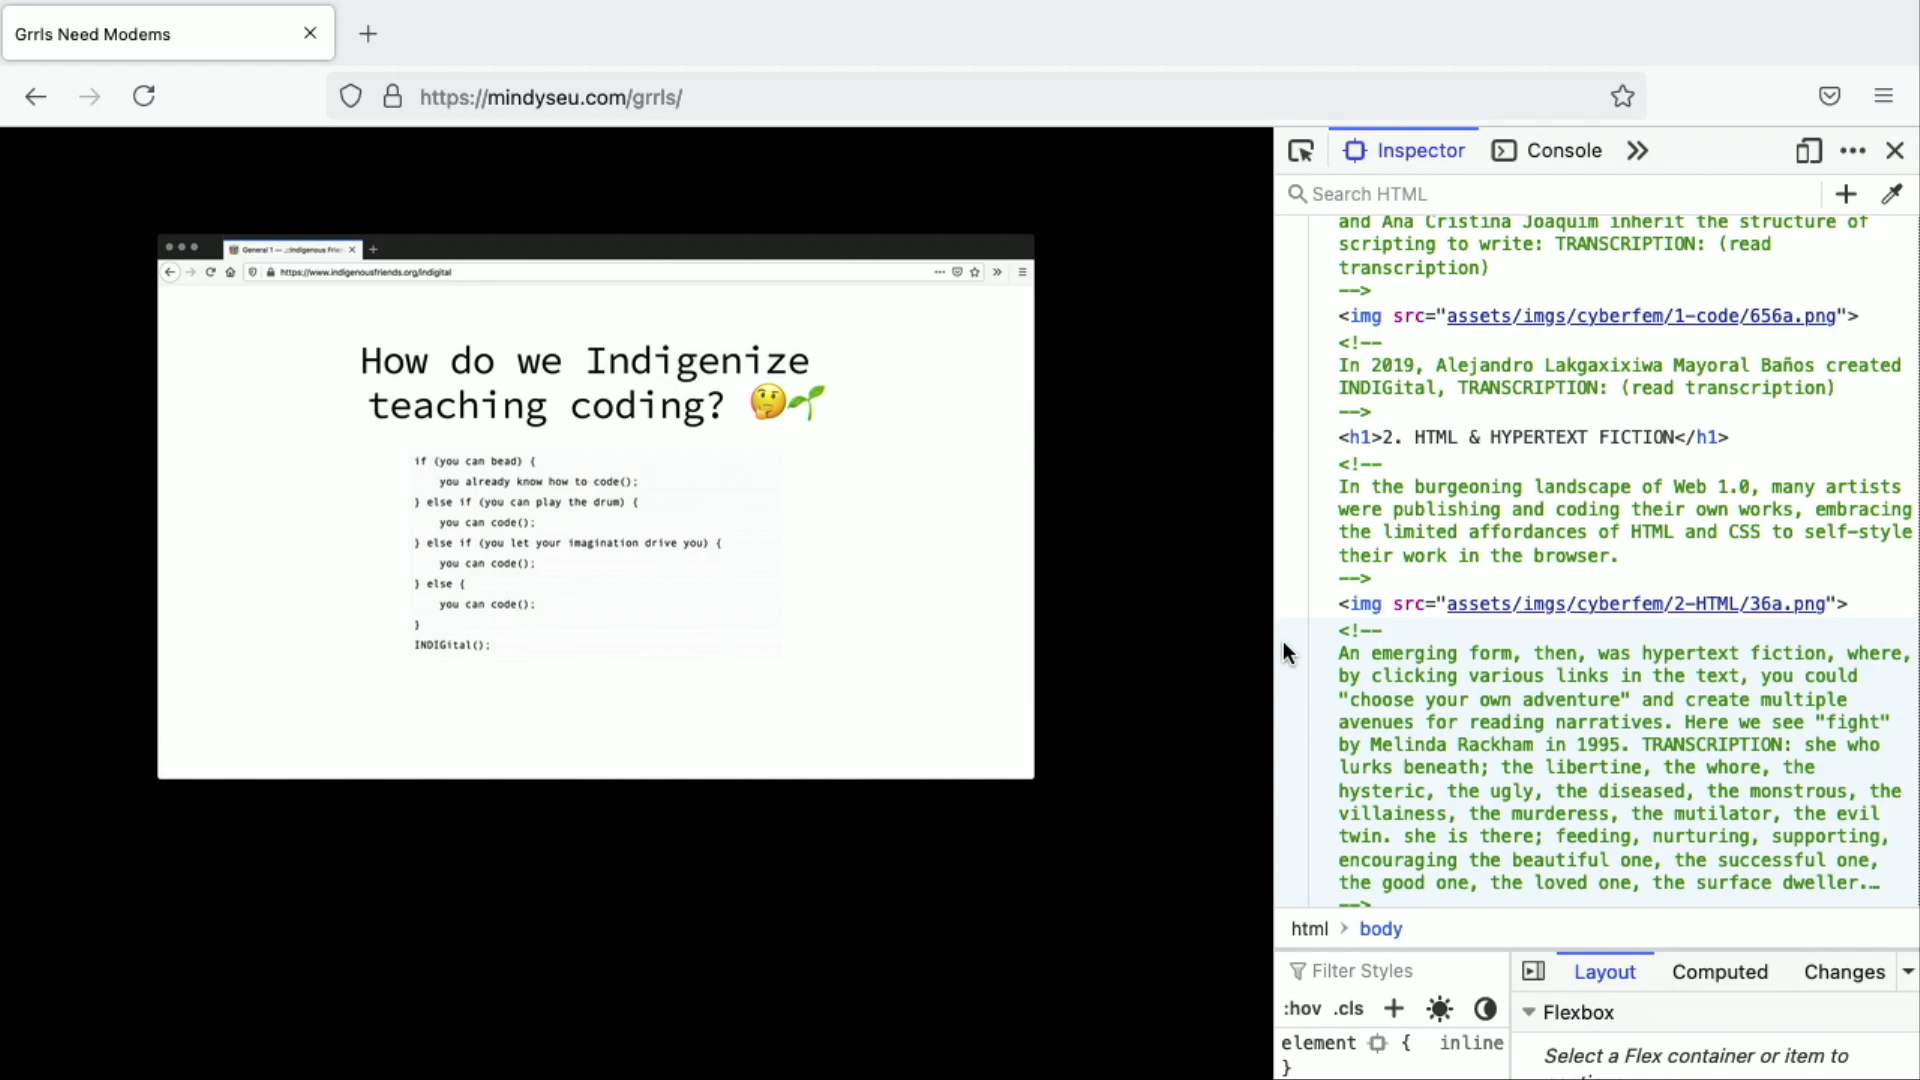 Grrls Need Modems
https://mindyseu.com/grrls/
General 1 — ...:Indigenous Frien
https://www.indigenousfriends.org/indigital
How do we Indigenize
teaching coding? 🤔🌱
if (you can bead) {
you already know how to code();
} else if (you can play the drum) {
you can code();
} else if (you let your imagination drive you) {
you can code();
} else {
you can code();
}
INDIGital();
Inspector
Console
Search HTML
and Ana Cristina Joaquim inherit the structure of
scripting to write: TRANSCRIPTION: (read
transcription)
-->
<img src="assets/imgs/cyberfem/1-code/656a.png">
<!--
In 2019, Alejandro Lakgaxixiwa Mayoral Baños created
INDIGital, TRANSCRIPTION: (read transcription)
-->
<h1>2. HTML & HYPERTEXT FICTION</h1>
<!--
In the burgeoning landscape of Web 1.0, many artists
were publishing and coding their own works, embracing
the limited affordances of HTML and CSS to self-style
their work in the browser.
-->
<img src="assets/imgs/cyberfem/2-HTML/36a.png">
<!--
An emerging form, then, was hypertext fiction, where,
by clicking various links in the text, you could
"choose your own adventure" and create multiple
avenues for reading narratives. Here we see "fight"
by Melinda Rackham in 1995. TRANSCRIPTION: she who
lurks beneath; the libertine, the whore, the
hysteric, the ugly, the diseased, the monstrous, the
villainess, the murderess, the mutilator, the evil
twin. she is there; feeding, nurturing, supporting,
encouraging the beautiful one, the successful one,
the good one, the loved one, the surface dweller.…
-->
html > body
Filter Styles
Layout
Computed
Changes
:hov .cls +
Flexbox
element { inline
}
Select a Flex container or item to